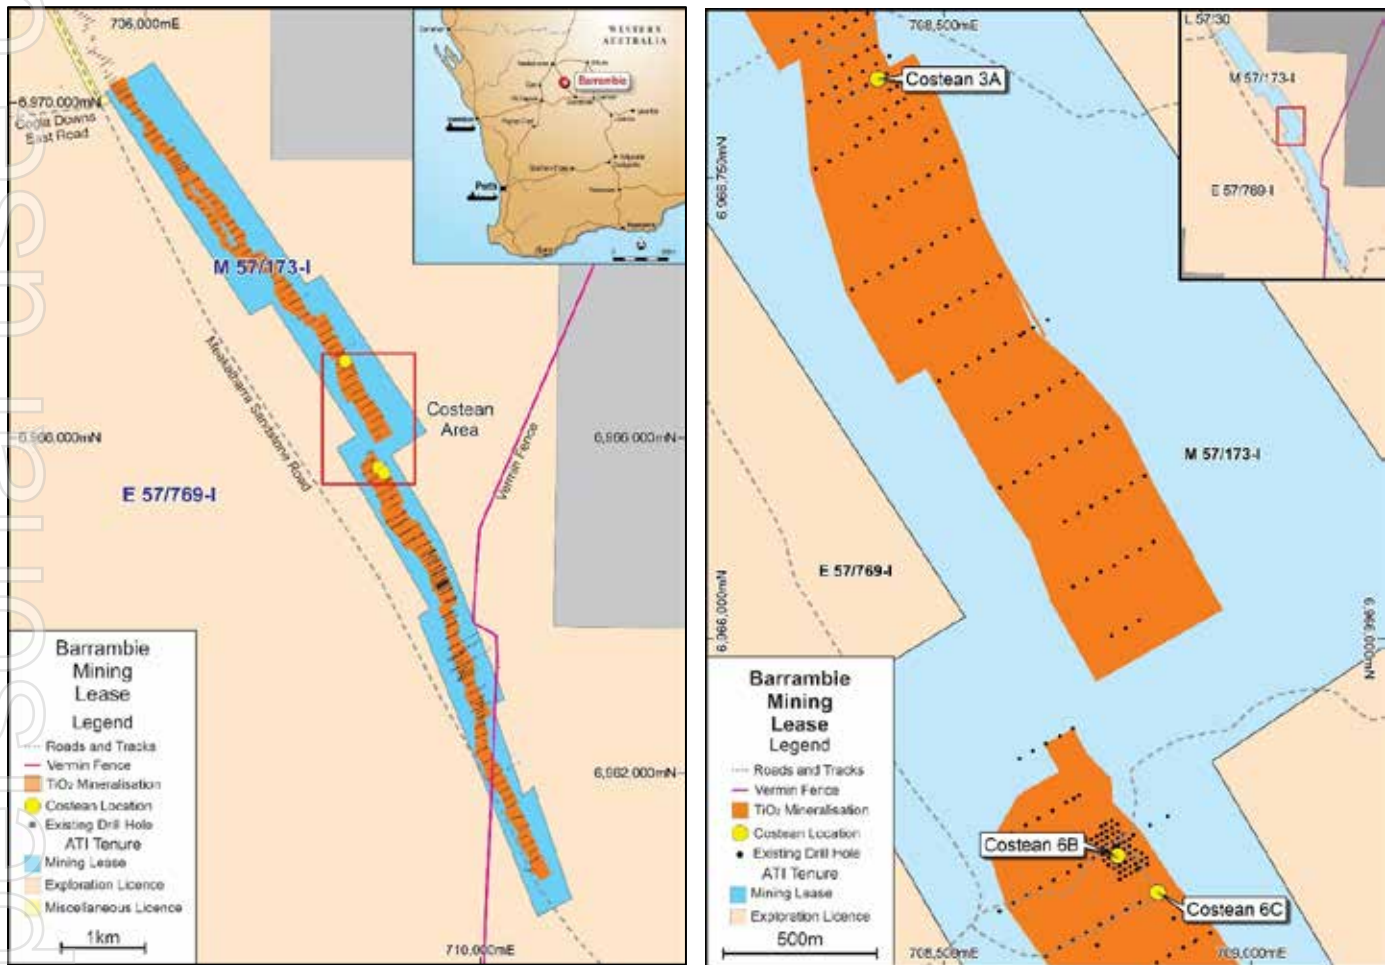 706,000mE
6,970,000mN
Cogla Downs
East Road
WESTERN
AUSTRALIA
Barrambie
Perth
M 57/173-I
Meekatharra Sandstone Road
Costean
Area
6,966,000mN
6,966,000mN
Vermin Fence
E 57/769-I
6,962,000mN
710,000mE
Barrambie
Mining
Lease
Legend
Roads and Tracks
Vermin Fence
TiO₂ Mineralisation
Costean Location
Existing Drill Hole
ATI Tenure
Mining Lease
Exploration Licence
Miscellaneous Licence
1km
708,500mE
Costean 3A
L 57/30
M 57/173-I
E 57/769-I
M 57/173-I
E 57/769-I
6,966,000mN
6,966,000mN
Barrambie
Mining
Lease
Legend
Roads and Tracks
Vermin Fence
TiO₂ Mineralisation
Costean Location
Existing Drill Hole
ATI Tenure
Mining Lease
Exploration Licence
500m
Costean 6B
Costean 6C
708,500mE
709,000mE